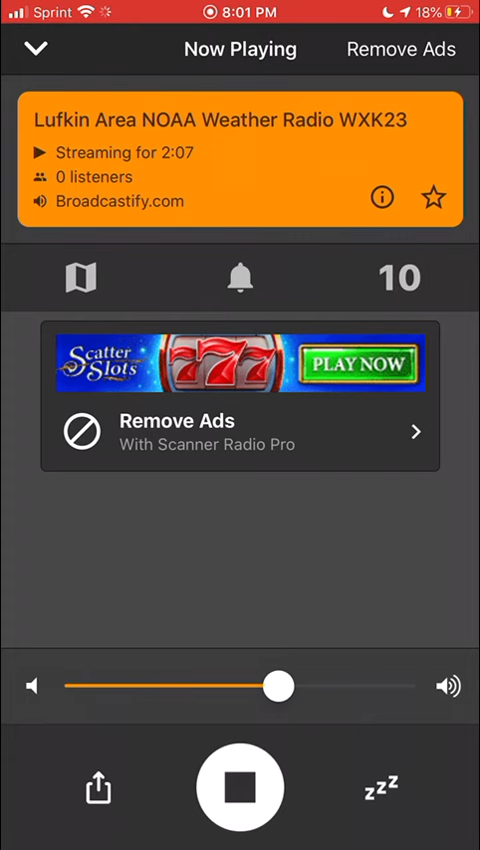 Sprint 8:01 PM 18%
Now Playing Remove Ads
Lufkin Area NOAA Weather Radio WXK23
Streaming for 2:07
0 listeners
Broadcastify.com
10
Scatter Slots 777 PLAY NOW
Remove Ads
With Scanner Radio Pro
zzz